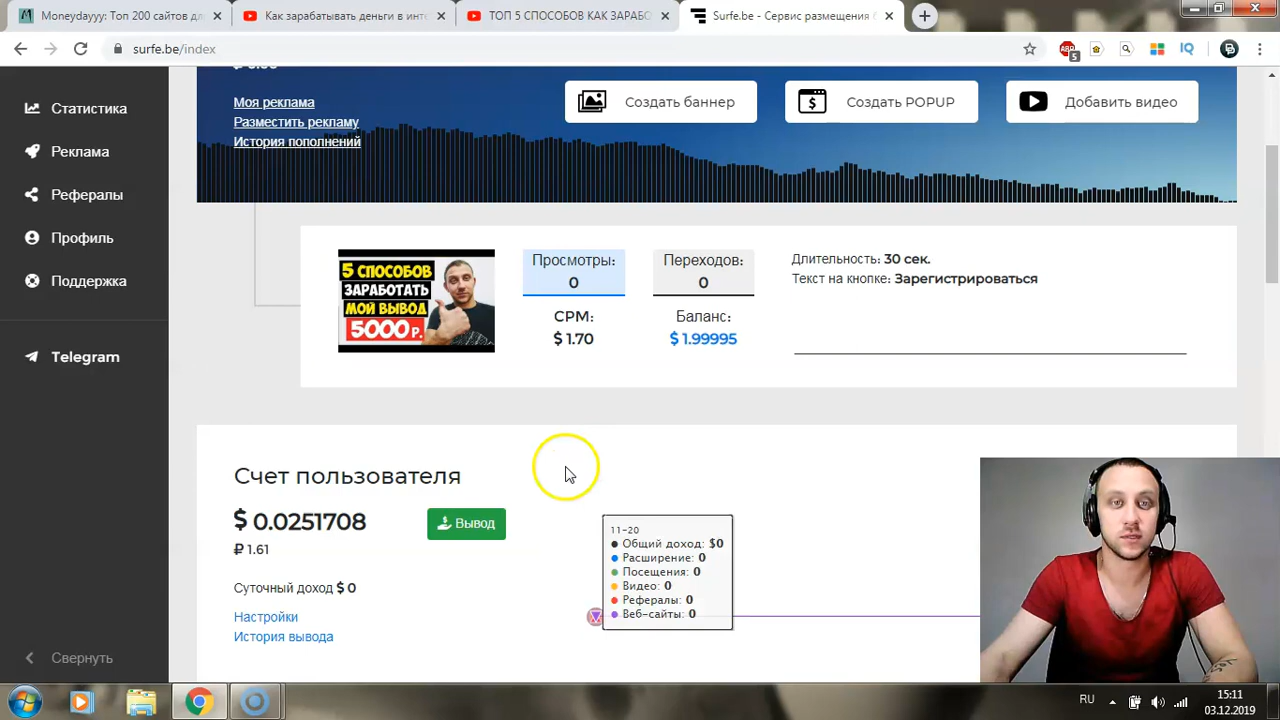 Moneydayyy: Топ 200 сайтов дл
Как зарабатывать деньги в инте
ТОП 5 СПОСОБОВ КАК ЗАРАБО
Surfe.be - Сервис размещения б
surfe.be/index
5
IQ
Статистика
Реклама
Рефералы
Профиль
Поддержка
Telegram
Свернуть
Моя реклама
Разместить рекламу
История пополнений
Создать баннер
Создать POPUP
Добавить видео
5 СПОСОБОВ
ЗАРАБОТАТЬ
МОЙ ВЫВОД
5000 Р.
Просмотры:
0
Переходов:
0
CPM:
$ 1.70
Баланс:
$ 1.99995
Длительность: 30 сек.
Текст на кнопке: Зарегистрироваться
Счет пользователя
$ 0.0251708
₽ 1.61
Вывод
Суточный доход $ 0
Настройки
История вывода
11-20
Общий доход: $0
Расширение: 0
Посещения: 0
Видео: 0
Рефералы: 0
Веб-сайты: 0
RU
15:11
03.12.2019